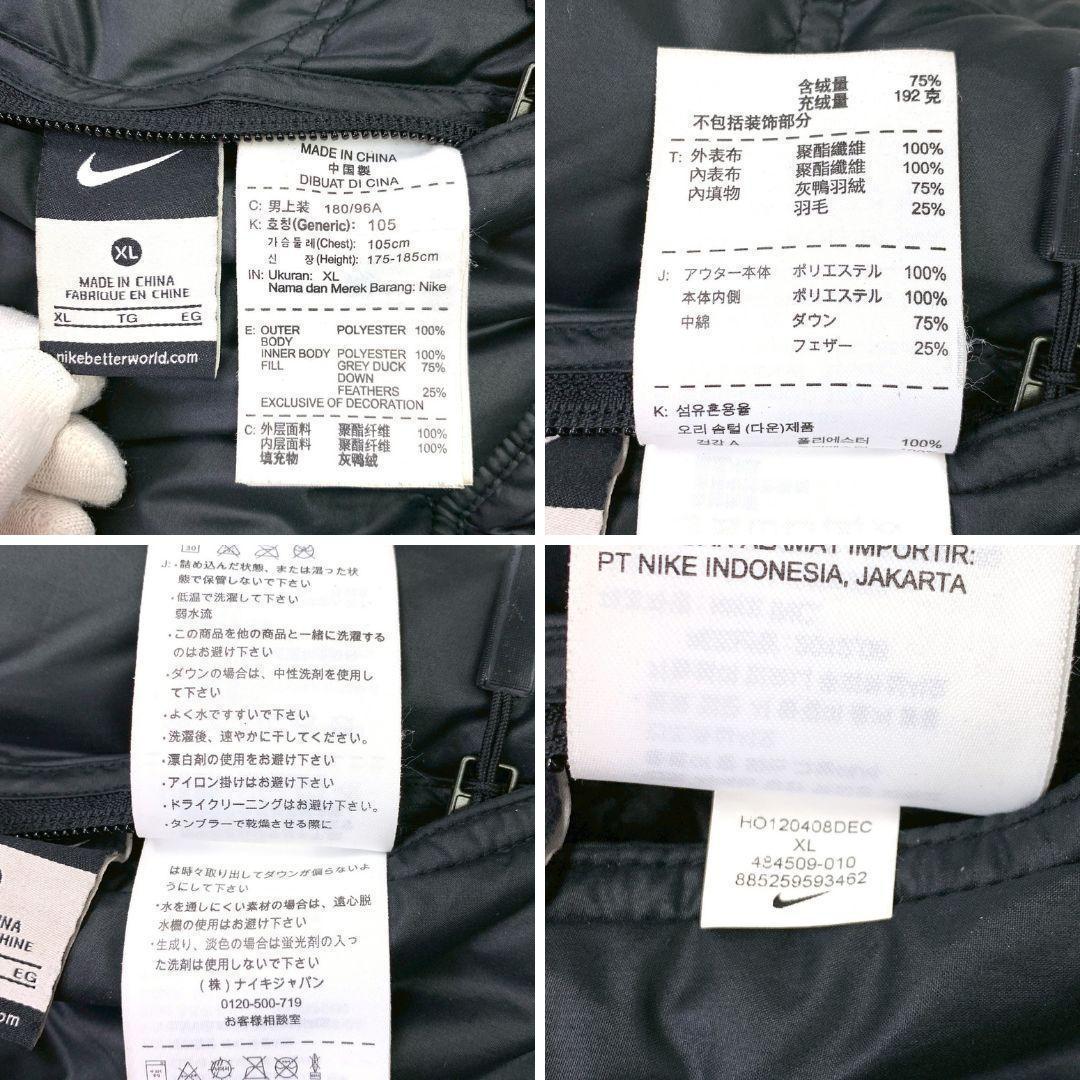 XL
MADE IN CHINA
FABRIQUE EN CHINE
XL TG EG
nikebetterworld.com
MADE IN CHINA
中国製
DIBUAT DI CINA
C: 男上装 180/96A
K: 호칭(Generic): 105
가슴둘레(Chest): 105cm
신 장(Height): 175-185cm
IN: Ukuran: XL
Nama dan Merek Barang: Nike
E: OUTER POLYESTER 100%
BODY
INNER BODY POLYESTER 100%
FILL GREY DUCK 75%
DOWN
FEATHERS 25%
EXCLUSIVE OF DECORATION
C: 外层面料 聚酯纤维 100%
内层面料 聚酯纤维 100%
填充物 灰鸭绒
含绒量 75%
充绒量 192 克
不包括装饰部分
T: 外表布 聚酯纖維 100%
內表布 聚酯纖維 100%
內填物 灰鴨羽絨 75%
羽毛 25%
J: アウター本体 ポリエステル 100%
本体内側 ポリエステル 100%
中綿 ダウン 75%
フェザー 25%
K: 섬유혼용율
오리 솜털 (다운)제품
겉감 A 폴리에스터 100%
30
J: ・詰め込んだ状態、または湿った状
態で保管しないで下さい
・低温で洗濯して下さい
弱水流
・この商品を他の商品と一緒に洗濯する
のはお避け下さい
・ダウンの場合は、中性洗剤を使用し
て下さい
・よく水ですすいで下さい
・洗濯後、速やかに干してください。
・漂白剤の使用をお避け下さい
・アイロン掛けはお避け下さい
・ドライクリーニングはお避け下さい。
・タンブラーで乾燥させる際に
は時々取り出してダウンが偏らないよ
うにして下さい
・水を通しにくい素材の場合は、遠心脱
水機の使用はお避け下さい
・生成り、淡色の場合は蛍光剤の入っ
た洗剤は使用しないで下さい
(株)ナイキジャパン
0120-500-719
お客様相談室
INA
CHINE
EG
om
ALAMAT IMPORTIR:
PT NIKE INDONESIA, JAKARTA
HO120408DEC
XL
484509-010
885259593462